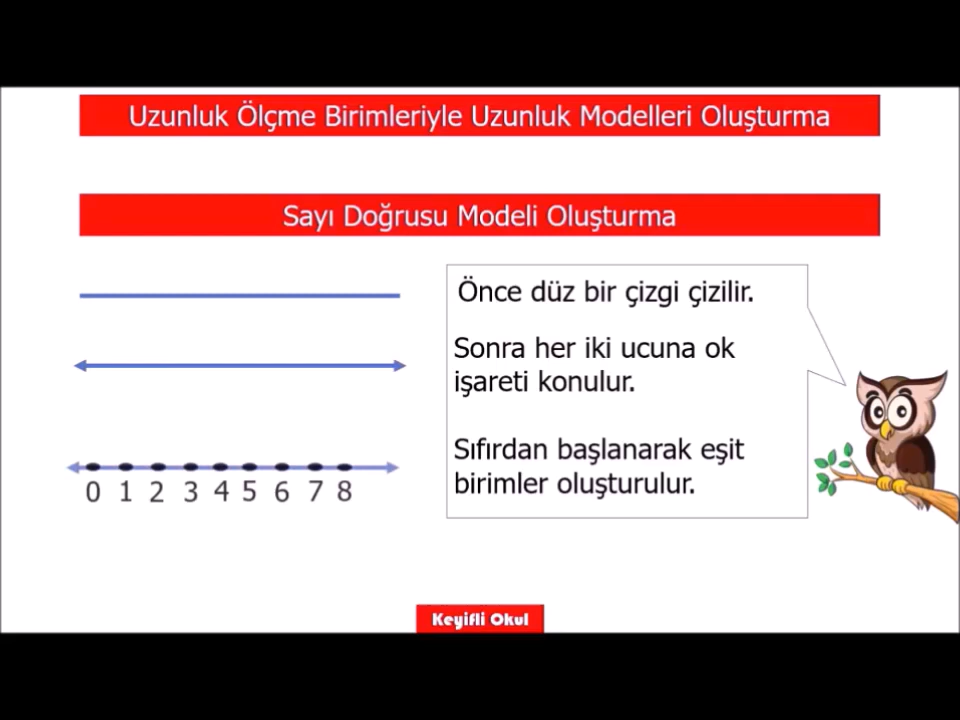 Uzunluk Ölçme Birimleriyle Uzunluk Modelleri Oluşturma
Sayı Doğrusu Modeli Oluşturma
Önce düz bir çizgi çizilir.
Sonra her iki ucuna ok
işareti konulur.
Sıfırdan başlanarak eşit
birimler oluşturulur.
0 1 2 3 4 5 6 7 8
Keyifli Okul